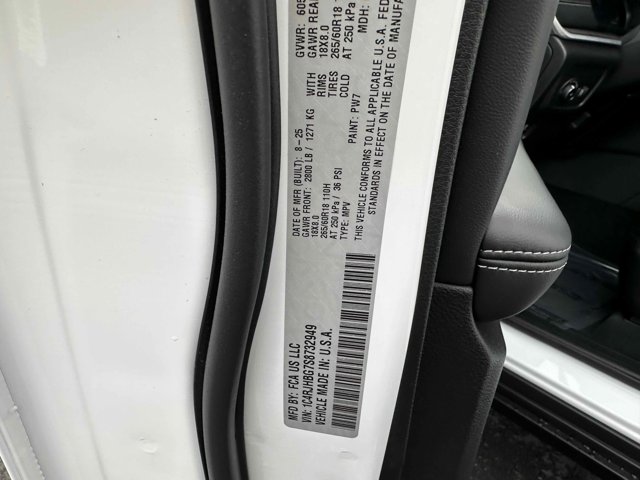 MFD BY: FCA US LLC
DATE OF MFR (BUILT): 8-25
GVWR: 605
GAWR FRONT: 2800 LB / 1271 KG
WITH
GAWR REA
18X8.0
RIMS
18X8.0
265/60R18 110H
TIRES
265/60R18
AT 250 kPa / 36 PSI
COLD
AT 250 kPa
VIN: 1C4RJHBG7S8732949
TYPE: MPV
PAINT: PW7
MDH:
VEHICLE MADE IN: U.S.A.
THIS VEHICLE CONFORMS TO ALL APPLICABLE U.S.A. FED
STANDARDS IN EFFECT ON THE DATE OF MANUFA